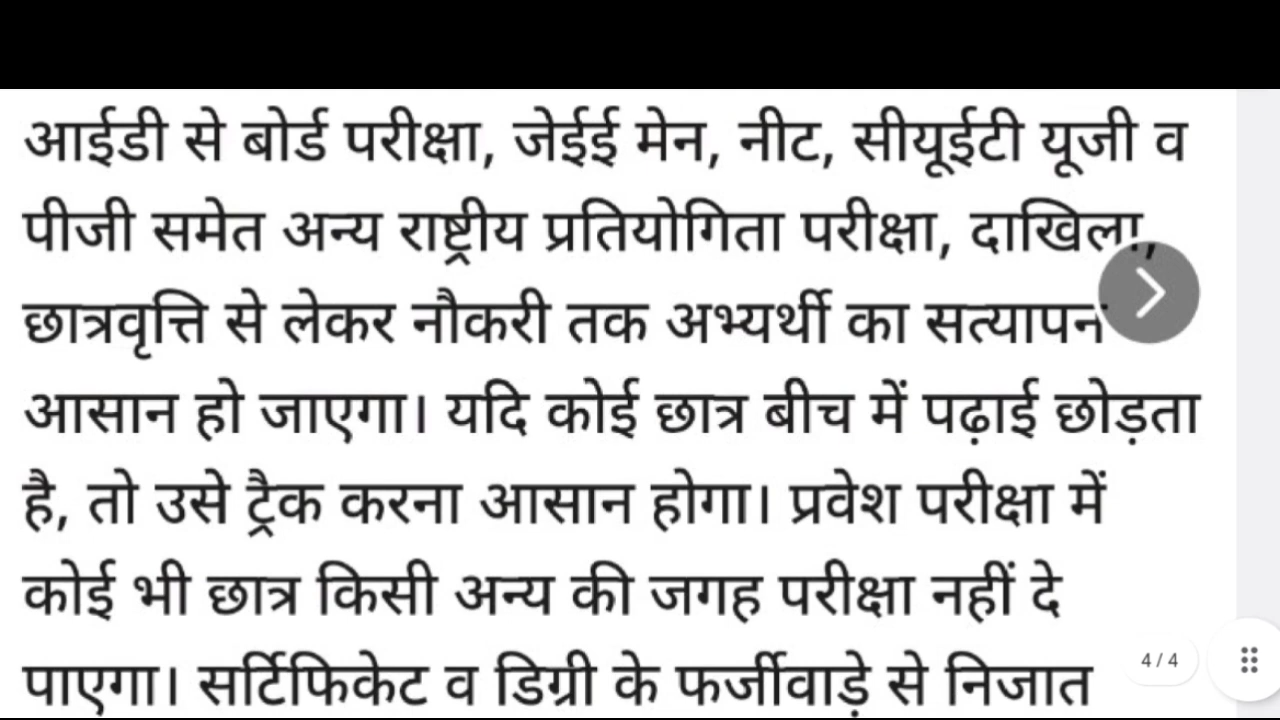 आईडी से बोर्ड परीक्षा, जेईई मेन, नीट, सीयूईटी यूजी व
पीजी समेत अन्य राष्ट्रीय प्रतियोगिता परीक्षा, दाखिला,
छात्रवृत्ति से लेकर नौकरी तक अभ्यर्थी का सत्यापन
आसान हो जाएगा। यदि कोई छात्र बीच में पढ़ाई छोड़ता
है, तो उसे ट्रैक करना आसान होगा। प्रवेश परीक्षा में
कोई भी छात्र किसी अन्य की जगह परीक्षा नहीं दे
पाएगा। सर्टिफिकेट व डिग्री के फर्जीवाड़े से निजात
4 / 4